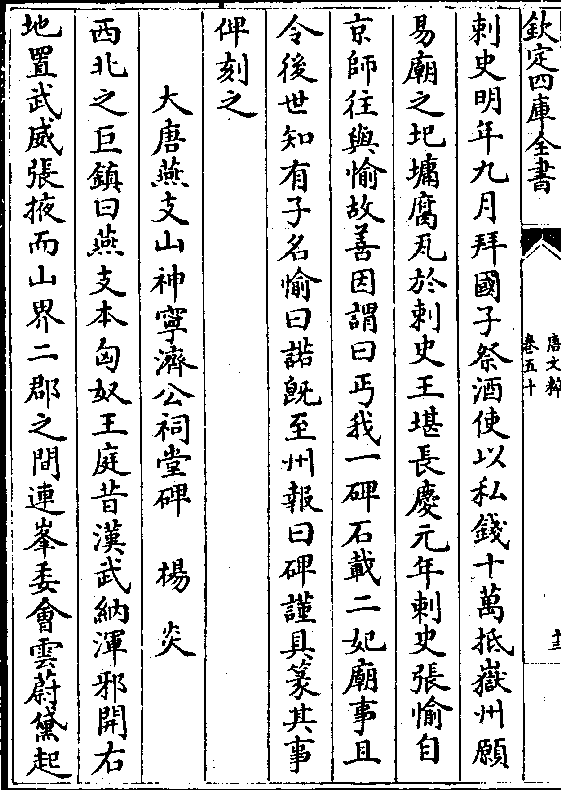 欽定四庫全書
唐文粹
卷五十
刺史明年九月拜國子祭酒使以私錢十萬抵嶽州願
易廟之圮墉腐瓦於刺史王堪長慶元年刺史張愉自
京師往與愉故善因謂曰丐我一碑石載二妃廟事且
令後世知有子名愉曰諾旣至州報曰碑謹具篆其事
俾刻之
大唐燕支山神寧濟公祠堂碑　楊炎
西北之巨鎮曰燕支本匈奴王庭昔漢武納渾邪開右
地置武威張掖而山界二郡之間連峯委會雲蔚黛起